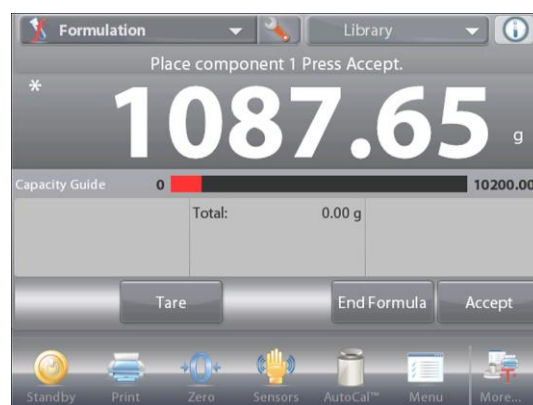 Formulation Library
Place component 1 Press Accept.
* 1087.65 g
Capacity Guide 0 10200.00
Total: 0.00 g
Tare End Formula Accept
Standby Print Zero Sensors AutoCal™ Menu More...